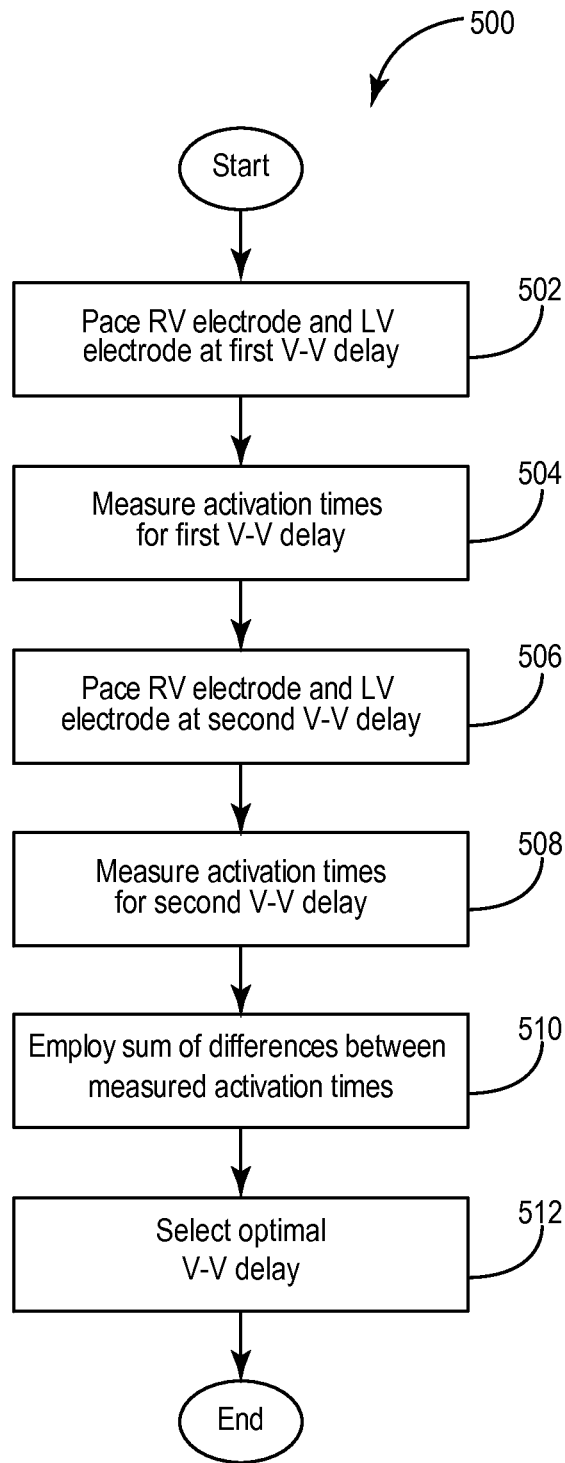 500
Start
502
Pace RV electrode and LV
electrode at first V-V delay
504
Measure activation times
for first V-V delay
506
Pace RV electrode and LV
electrode at second V-V delay
508
Measure activation times
for second V-V delay
510
Employ sum of differences between
measured activation times
512
Select optimal
V-V delay
End